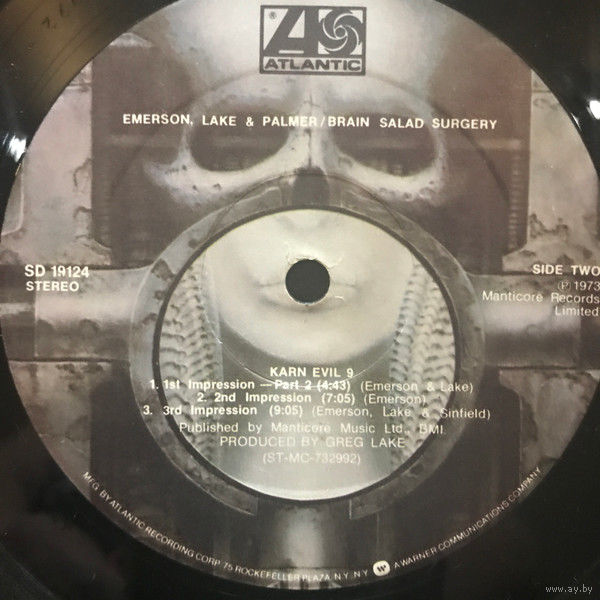 ATLANTIC
EMERSON, LAKE & PALMER/BRAIN SALAD SURGERY
SD 19124
STEREO
SIDE TWO
Ⓟ 1973
Manticore Records
Limited
KARN EVIL 9
1. 1st Impression — Part 2 (4:43) (Emerson & Lake)
2. 2nd Impression (7:05) (Emerson)
3. 3rd Impression (9:05) (Emerson, Lake & Sinfield)
Published by Manticore Music Ltd., BMI
PRODUCED BY GREG LAKE
(ST-MC-732992)
MFG. BY ATLANTIC RECORDING CORP. 75 ROCKEFELLER PLAZA, N.Y. N.Y. A WARNER COMMUNICATIONS COMPANY
www.ay.by